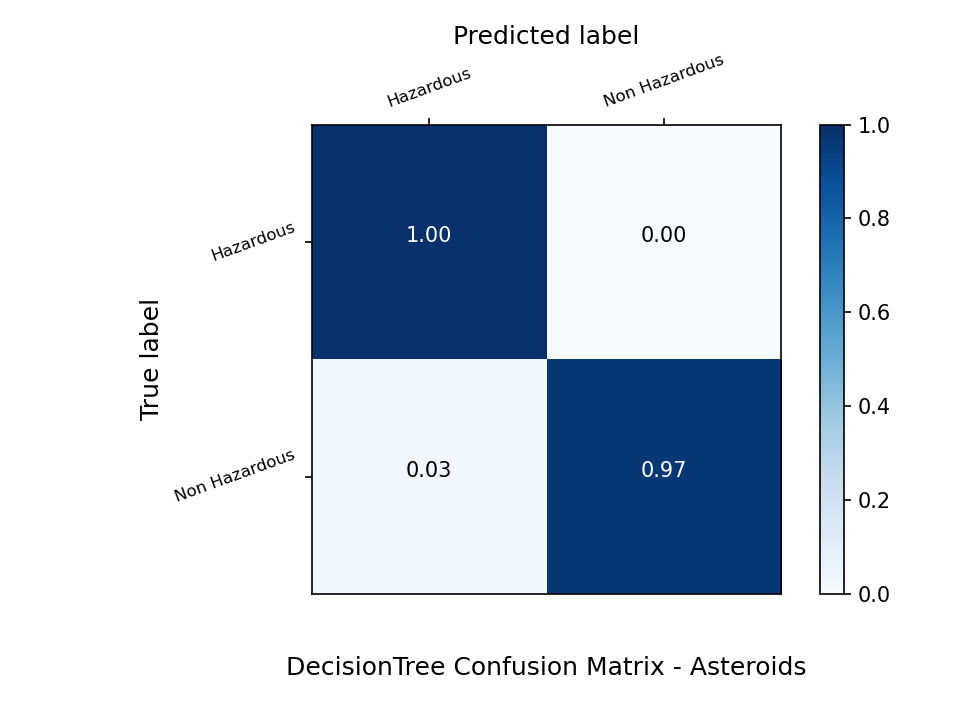 Predicted label
Hazardous
Non Hazardous
1.0
Hazardous
1.00
0.00
0.8
0.6
True label
0.4
Non Hazardous
0.03
0.97
0.2
0.0
DecisionTree Confusion Matrix - Asteroids